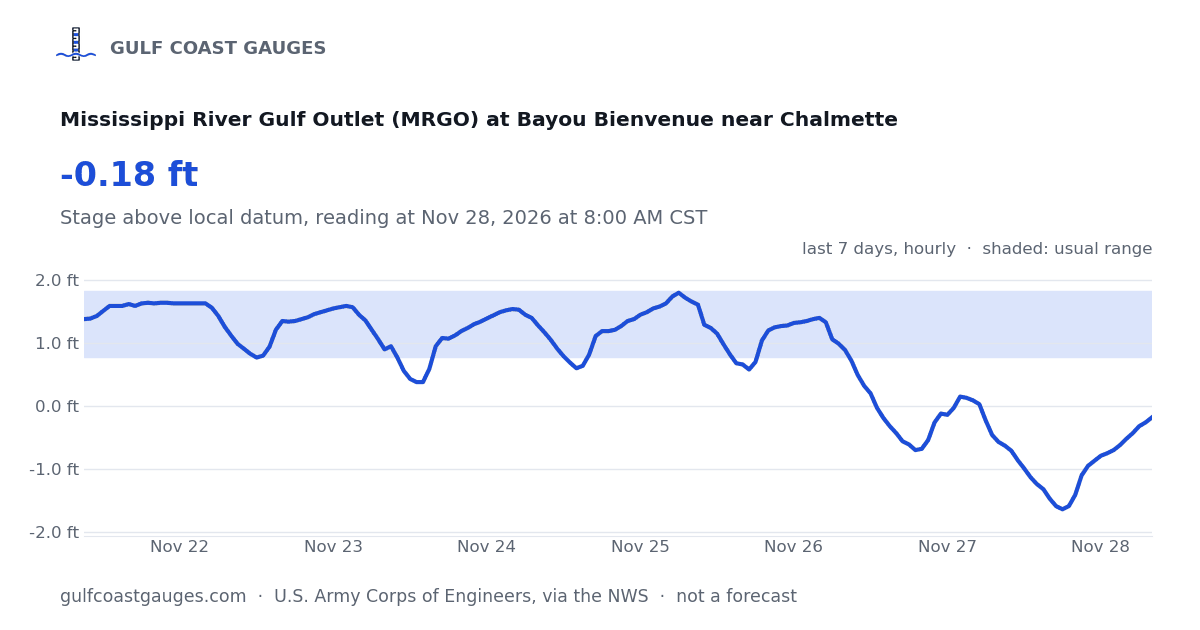 GULF COAST GAUGES
Mississippi River Gulf Outlet (MRGO) at Bayou Bienvenue near Chalmette
-0.18 ft
Stage above local datum, reading at Nov 28, 2026 at 8:00 AM CST
last 7 days, hourly · shaded: usual range
2.0 ft
1.0 ft
0.0 ft
-1.0 ft
-2.0 ft
Nov 22 Nov 23 Nov 24 Nov 25 Nov 26 Nov 27 Nov 28
gulfcoastgauges.com · U.S. Army Corps of Engineers, via the NWS · not a forecast